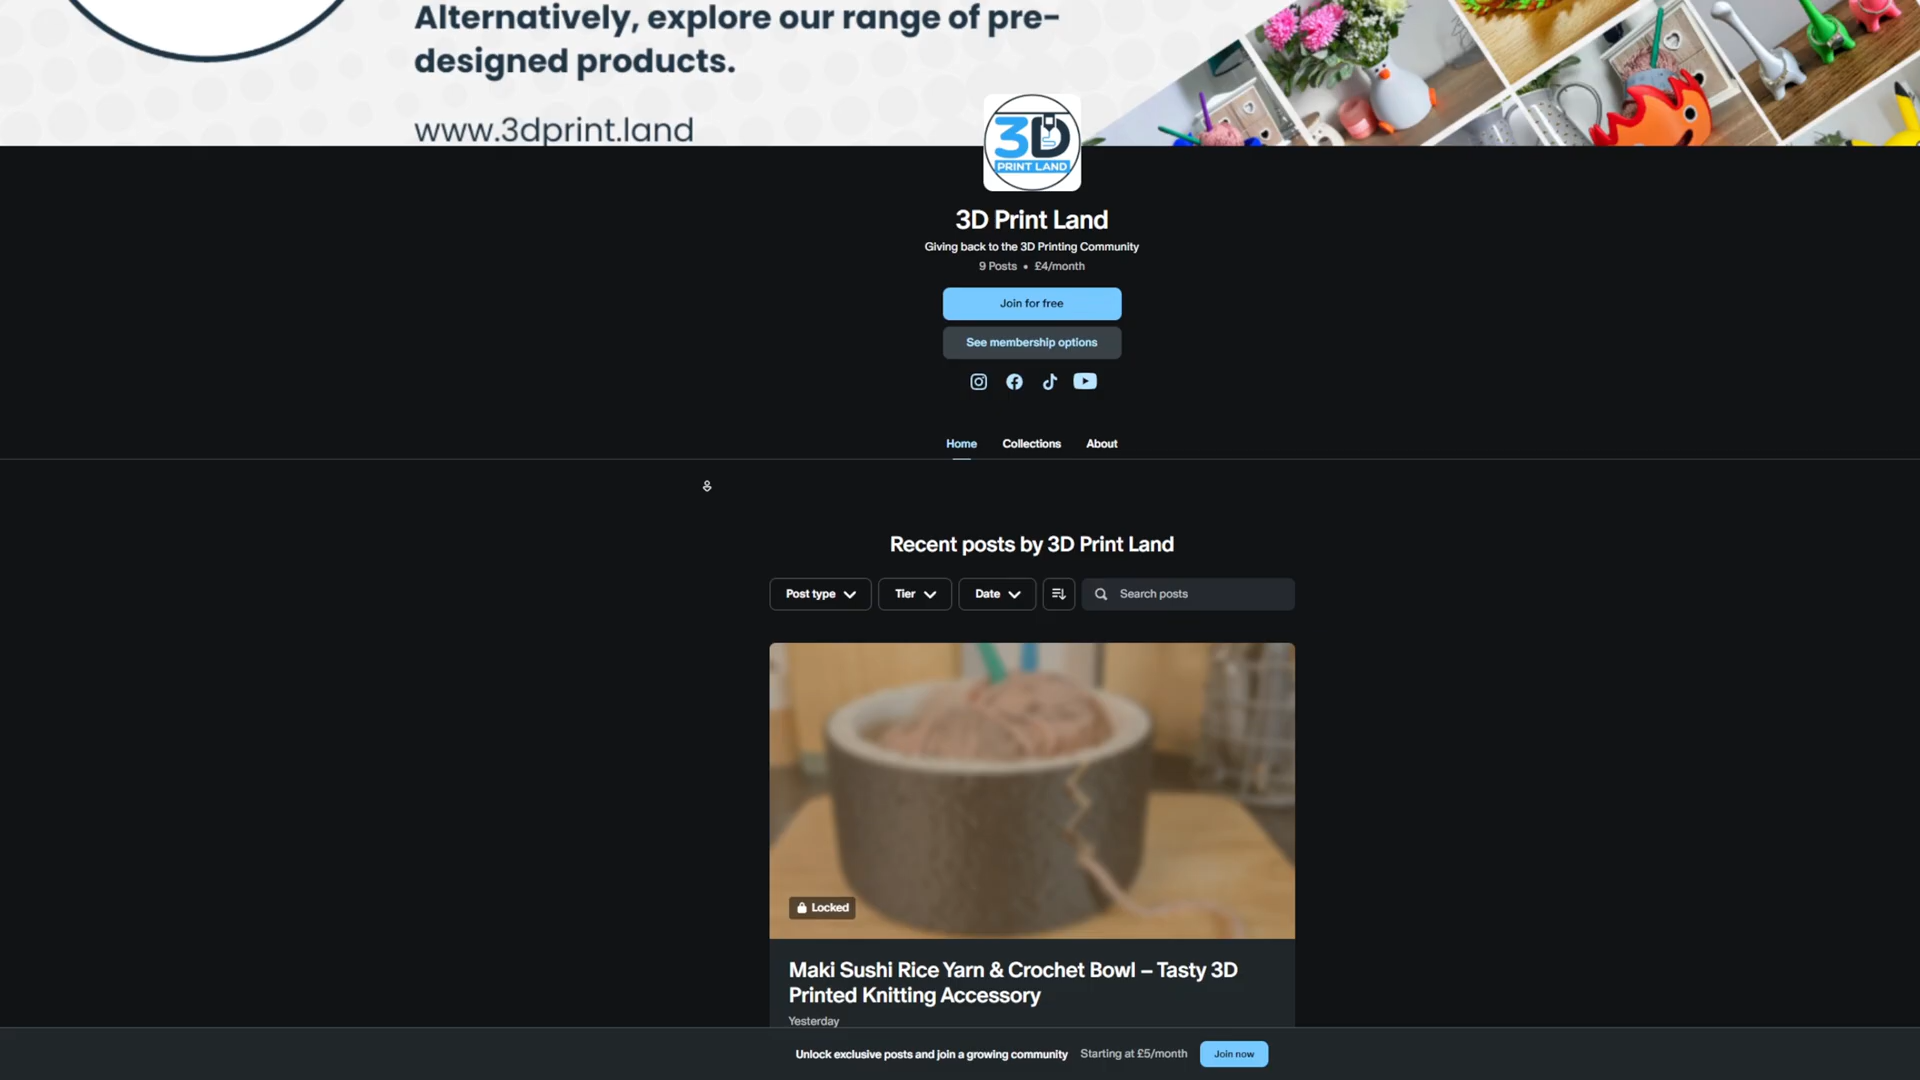 Alternatively, explore our range of pre-
designed products.
www.3dprint.land
3D
PRINT LAND
3D Print Land
Giving back to the 3D Printing Community
9 Posts • £4/month
Join for free
See membership options
Home Collections About
Recent posts by 3D Print Land
Post type Tier Date Search posts
Locked
Maki Sushi Rice Yarn & Crochet Bowl – Tasty 3D
Printed Knitting Accessory
Yesterday
Unlock exclusive posts and join a growing community Starting at £5/month Join now